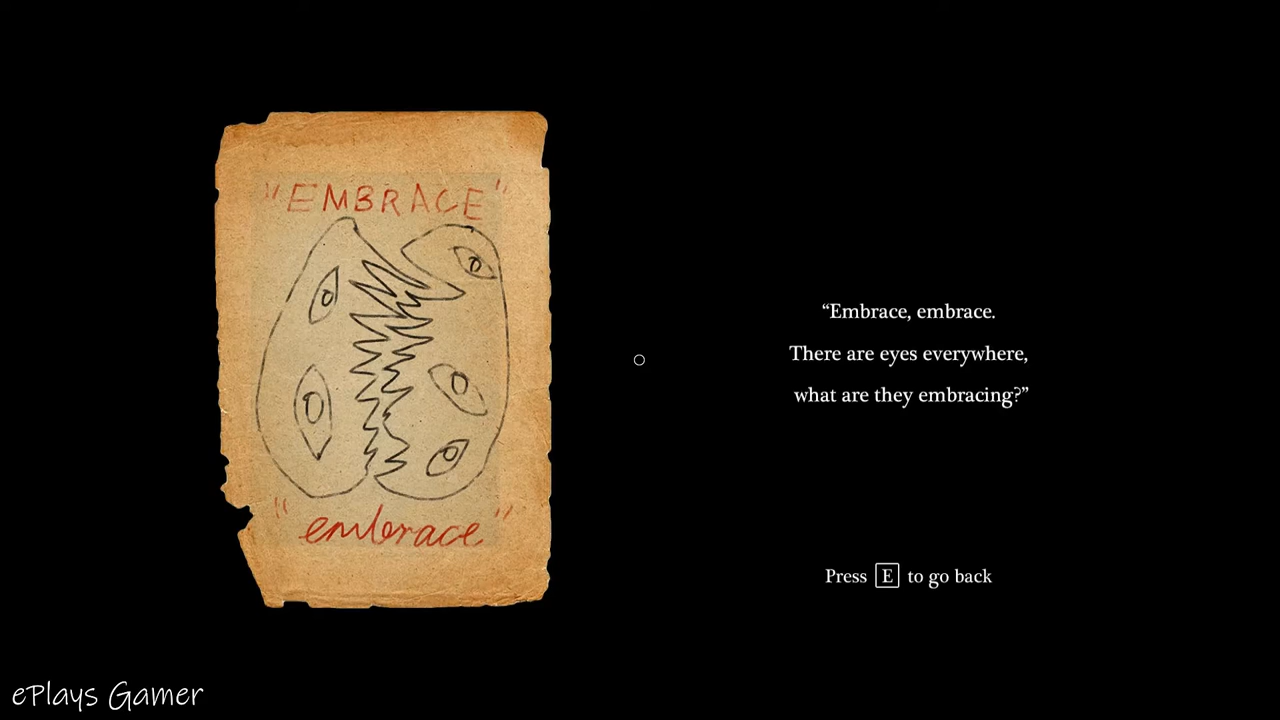 "EMBRACE"
"embrace"
“Embrace, embrace.
There are eyes everywhere,
what are they embracing?”
Press E to go back
ePlays Gamer